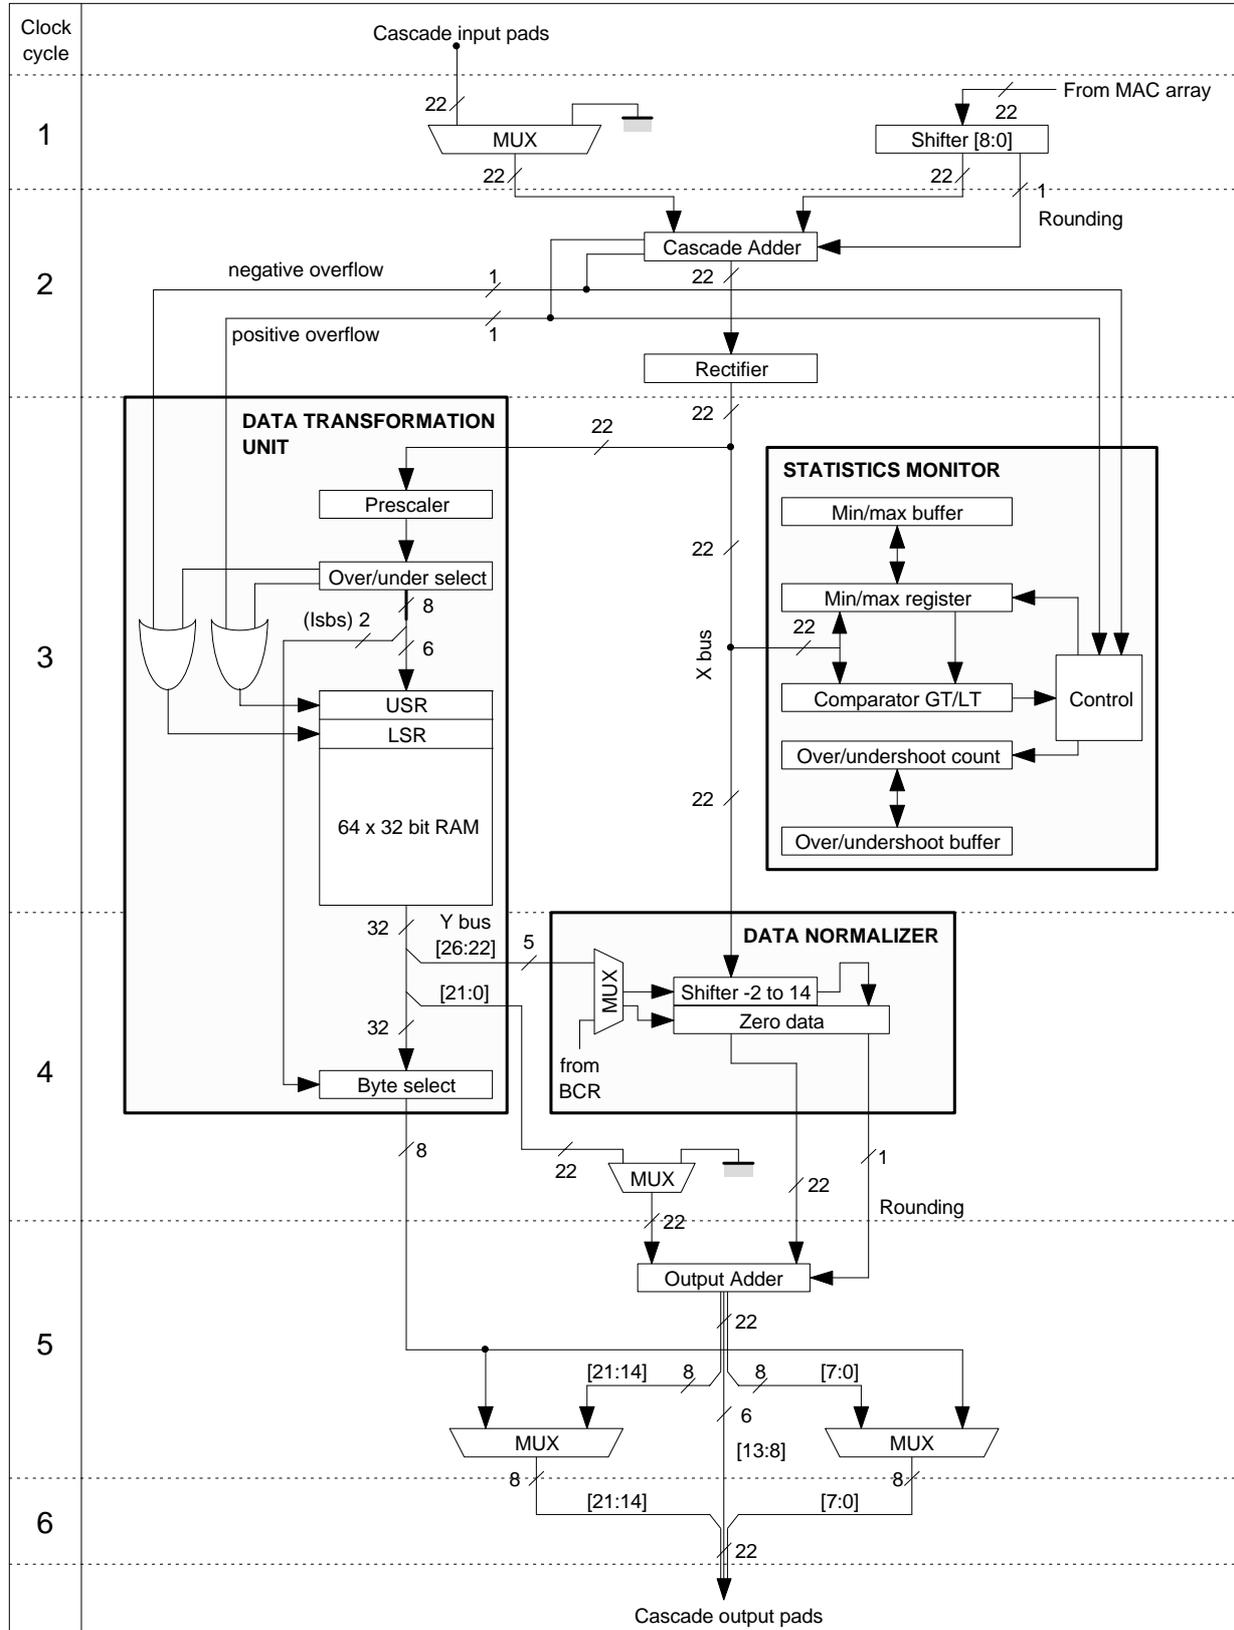 Clock
cycle
Cascade input pads
1
22
MUX
22
From MAC array
22
Shifter [8:0]
22
1
Rounding
2
Cascade Adder
negative overflow
1
22
positive overflow
1
Rectifier
22
3
DATA TRANSFORMATION
UNIT
22
Prescaler
Over/under select
8
(lsbs) 2
6
USR
LSR
64 x 32 bit RAM
22
X bus
22
STATISTICS MONITOR
Min/max buffer
Min/max register
22
Comparator GT/LT
Control
Over/undershoot count
Over/undershoot buffer
4
32
Y bus
[26:22]
5
[21:0]
32
Byte select
8
DATA NORMALIZER
MUX
Shifter -2 to 14
Zero data
from
BCR
22
MUX
22
22
1
Rounding
5
Output Adder
22
[21:14]
8
8
[7:0]
6
[13:8]
MUX
MUX
8
8
6
[21:14]
[7:0]
22
Cascade output pads